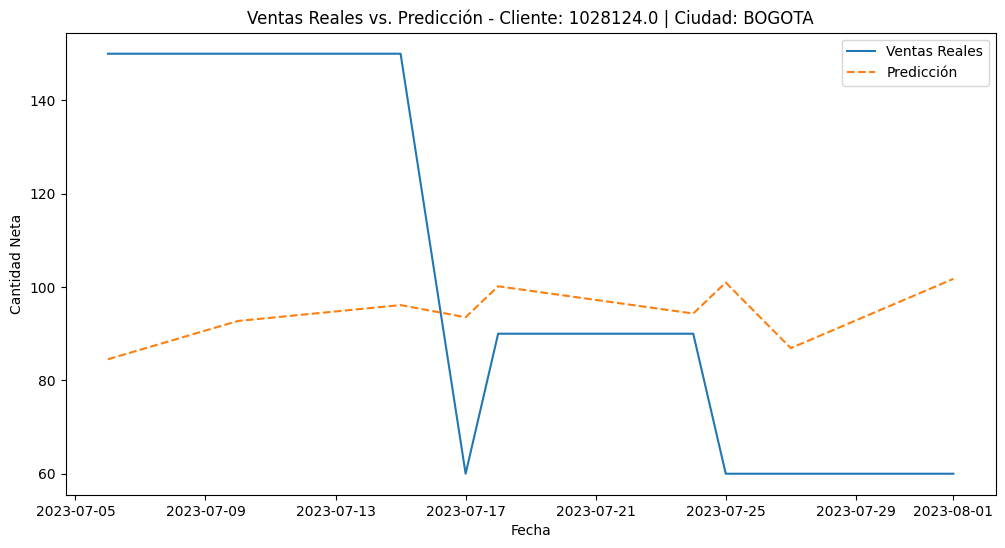 Ventas Reales vs. Predicción - Cliente: 1028124.0 | Ciudad: BOGOTA
Ventas Reales
Predicción
Cantidad Neta
140
120
100
80
60
2023-07-05 2023-07-09 2023-07-13 2023-07-17 2023-07-21 2023-07-25 2023-07-29 2023-08-01
Fecha